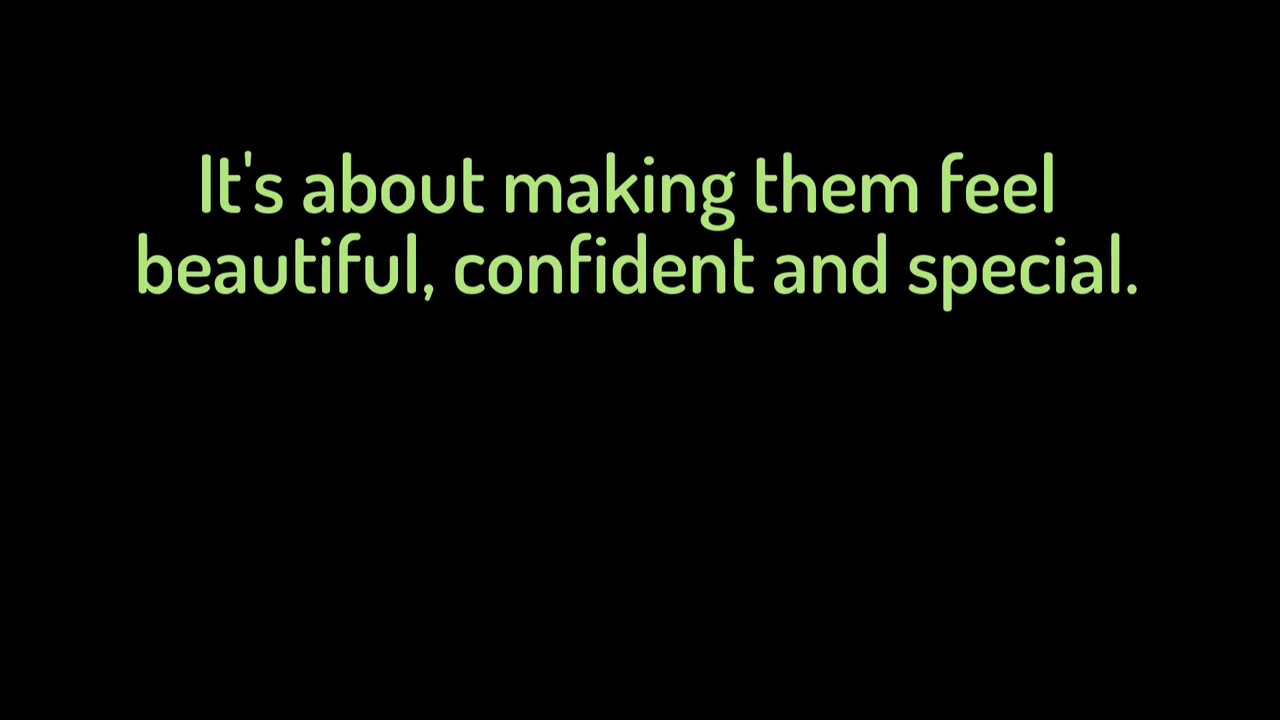 It's about making them feel
beautiful, confident and special.